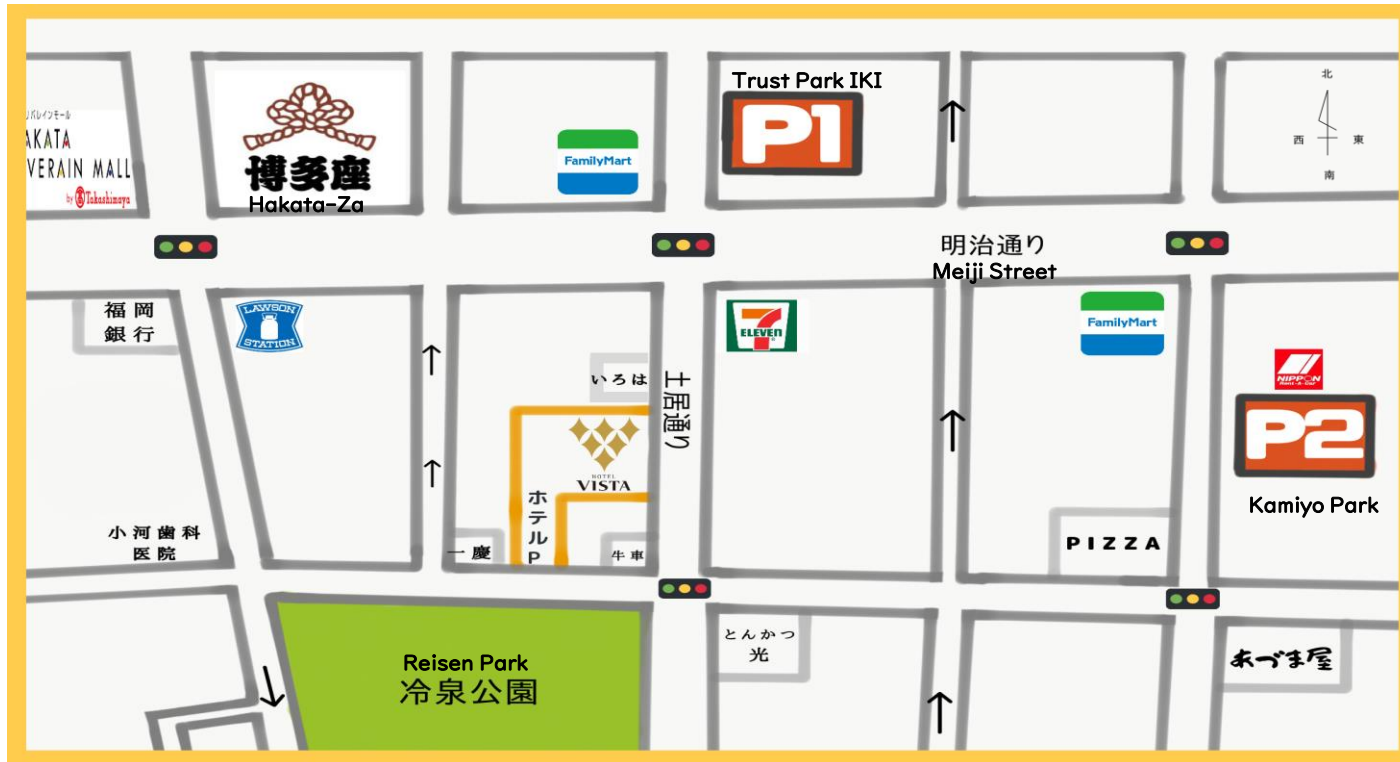 Trust Park IKI
P1
北
西 東
南
リバレインモール
AKATA
VERAIN MALL
by Takashimaya
博多座
Hakata-Za
FamilyMart
明治通り
Meiji Street
福岡
銀行
LAWSON
STATION
7
ELEVEn
FamilyMart
いろは
土居通り
NIPPON
Rent-a-Car
P2
Kamiyo Park
HOTEL
VISTA
ホテルP
一慶
牛車
小河歯科
医院
PIZZA
とんかつ
光
あづま屋
Reisen Park
冷泉公園